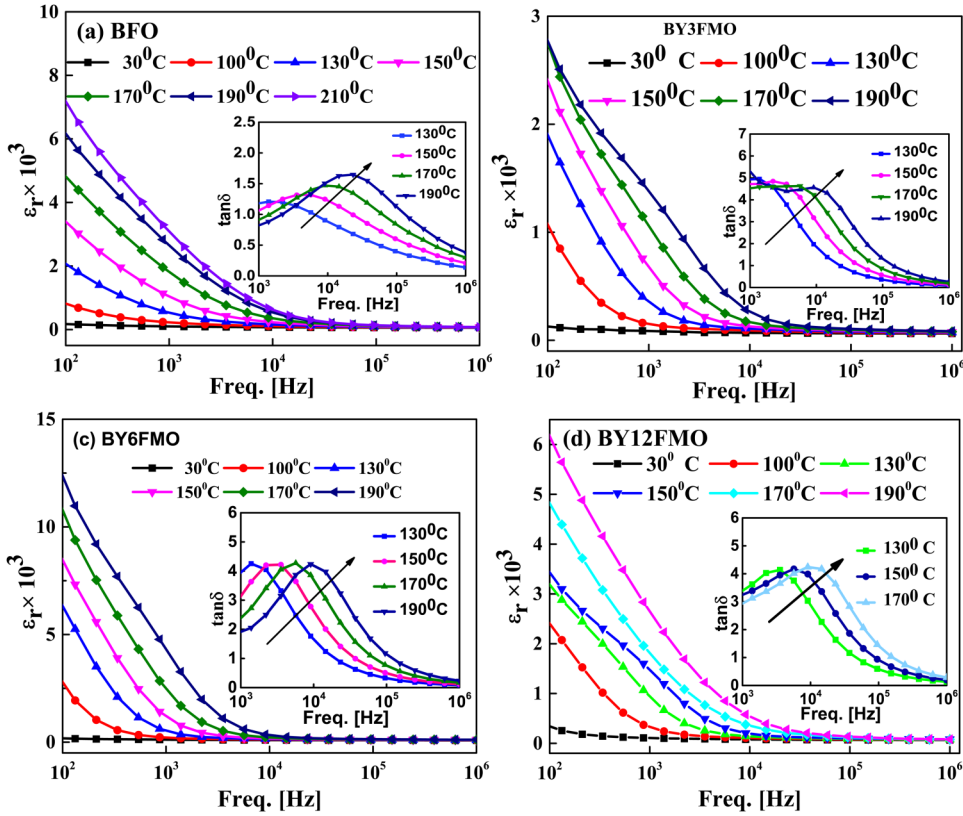 (a) BFO
30⁰C 100⁰C 130⁰C 150⁰C
170⁰C 190⁰C 210⁰C
10
8
6
4
2
0
εr× 10³
10² 10³ 10⁴ 10⁵ 10⁶
Freq. [Hz]
2.5
2.0
1.5
1.0
0.5
0.0
tanδ
130⁰C
150⁰C
170⁰C
190⁰C
10³ 10⁴ 10⁵ 10⁶
Freq. [Hz]
BY3FMO
30⁰ C 100⁰C 130⁰C
150⁰C 170⁰C 190⁰C
3
2
1
0
εr ×10³
10² 10³ 10⁴ 10⁵ 10⁶
Freq. [Hz]
7
6
5
4
3
2
1
0
tanδ
130⁰C
150⁰C
170⁰C
190⁰C
10³ 10⁴ 10⁵ 10⁶
Freq. [Hz]
(c) BY6FMO
30⁰C 100⁰C 130⁰C
150⁰C 170⁰C 190⁰C
15
10
5
0
εr× 10³
10² 10³ 10⁴ 10⁵ 10⁶
Freq. [Hz]
6
5
4
3
2
1
0
tanδ
130⁰C
150⁰C
170⁰C
190⁰C
10³ 10⁴ 10⁵ 10⁶
Freq. [Hz]
(d) BY12FMO
30⁰ C 100⁰C 130⁰C
150⁰C 170⁰C 190⁰C
6
5
4
3
2
1
0
εr × 10³
10² 10³ 10⁴ 10⁵ 10⁶
Freq. [Hz]
6
4
2
0
tanδ
130⁰ C
150⁰ C
170⁰ C
10³ 10⁴ 10⁵ 10⁶
Freq. [Hz]